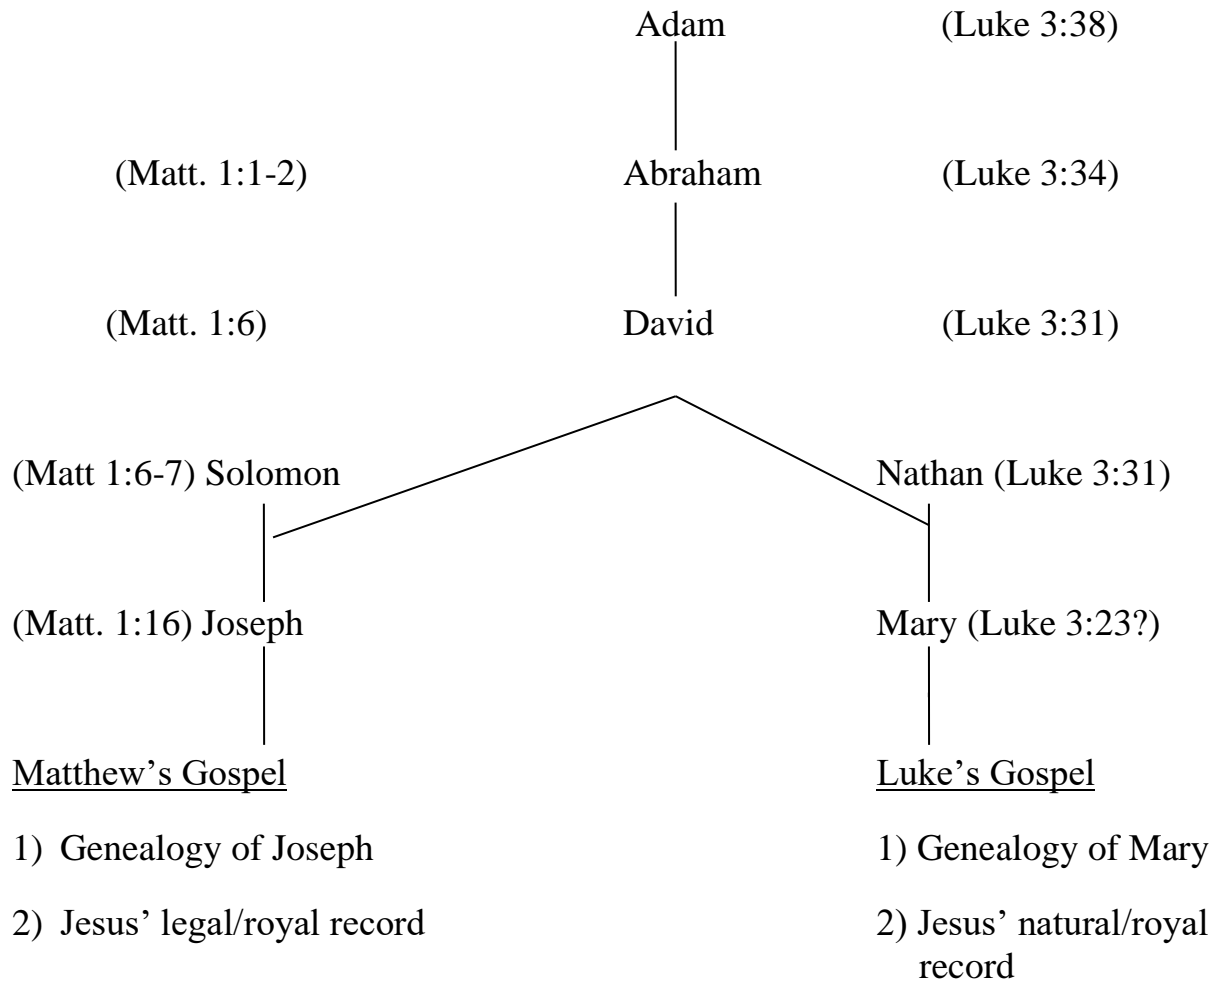 Adam (Luke 3:38)
(Matt. 1:1-2) Abraham (Luke 3:34)
(Matt. 1:6) David (Luke 3:31)
(Matt 1:6-7) Solomon Nathan (Luke 3:31)
(Matt. 1:16) Joseph Mary (Luke 3:23?)
Matthew’s Gospel Luke’s Gospel
1) Genealogy of Joseph 1) Genealogy of Mary
2) Jesus’ legal/royal record 2) Jesus’ natural/royal
record